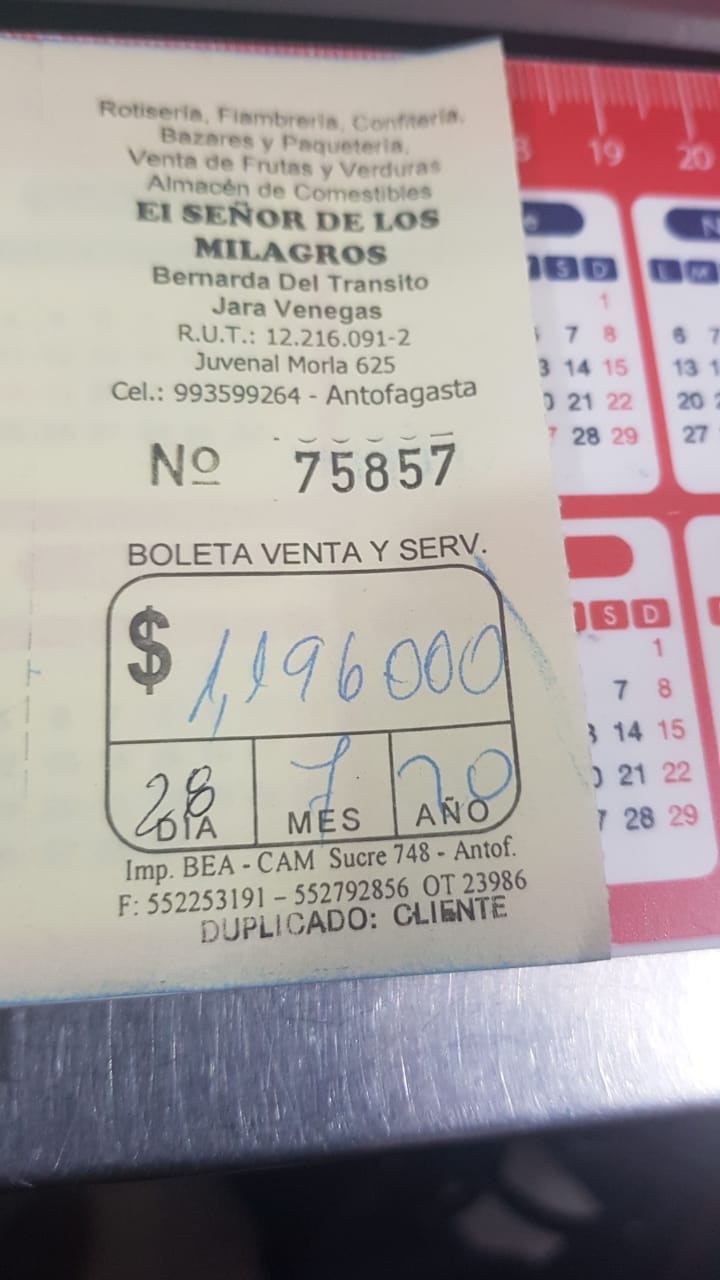 Rotisería, Fiambrería, Confitería,
Bazares y Paquetería,
Venta de Frutas y Verduras
Almacén de Comestibles
El SEÑOR DE LOS
MILAGROS
Bernarda Del Transito
Jara Venegas
R.U.T.: 12.216.091-2
Juvenal Morla 625
Cel.: 993599264 - Antofagasta
Nº 75857
BOLETA VENTA Y SERV.
$ 1,196000
28 7 20
DÍA MES AÑO
Imp. BEA - CAM Sucre 748 - Antof.
F: 552253191 – 552792856 OT 23986
DUPLICADO: CLIENTE
19 20
S D L M
1
7 8 6 7
14 15 13
21 22 20
28 29 27
S D
1
7 8
14 15
21 22
28 29